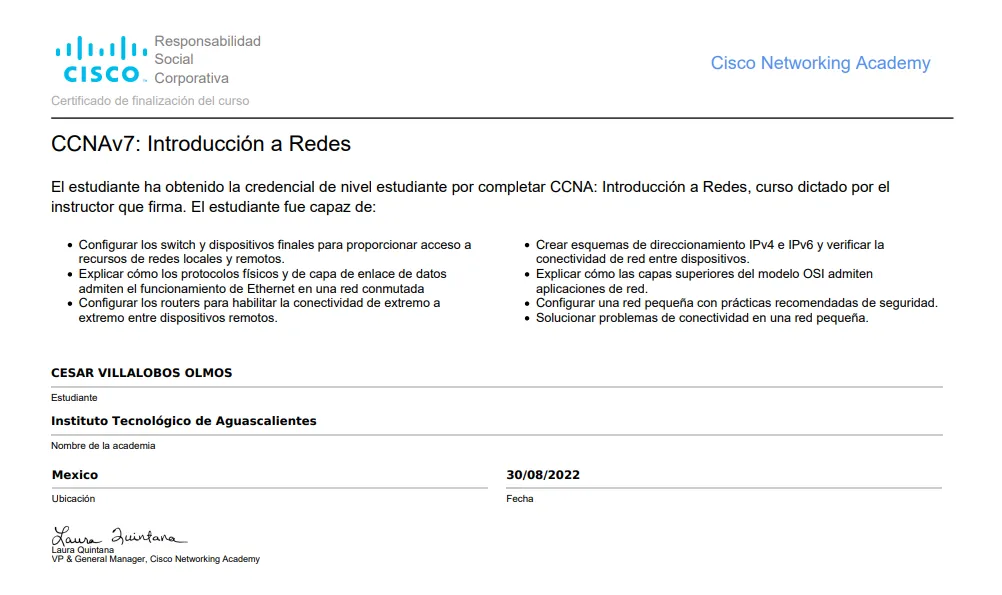 CISCO
Responsabilidad
Social
Corporativa
Cisco Networking Academy
Certificado de finalización del curso
CCNAv7: Introducción a Redes
El estudiante ha obtenido la credencial de nivel estudiante por completar CCNA: Introducción a Redes, curso dictado por el
instructor que firma. El estudiante fue capaz de:
• Configurar los switch y dispositivos finales para proporcionar acceso a
recursos de redes locales y remotos.
• Explicar cómo los protocolos físicos y de capa de enlace de datos
admiten el funcionamiento de Ethernet en una red conmutada
• Configurar los routers para habilitar la conectividad de extremo a
extremo entre dispositivos remotos.
• Crear esquemas de direccionamiento IPv4 e IPv6 y verificar la
conectividad de red entre dispositivos.
• Explicar cómo las capas superiores del modelo OSI admiten
aplicaciones de red.
• Configurar una red pequeña con prácticas recomendadas de seguridad.
• Solucionar problemas de conectividad en una red pequeña.
CESAR VILLALOBOS OLMOS
Estudiante
Instituto Tecnológico de Aguascalientes
Nombre de la academia
Mexico
Ubicación
30/08/2022
Fecha
Laura Quintana
Laura Quintana
VP & General Manager, Cisco Networking Academy